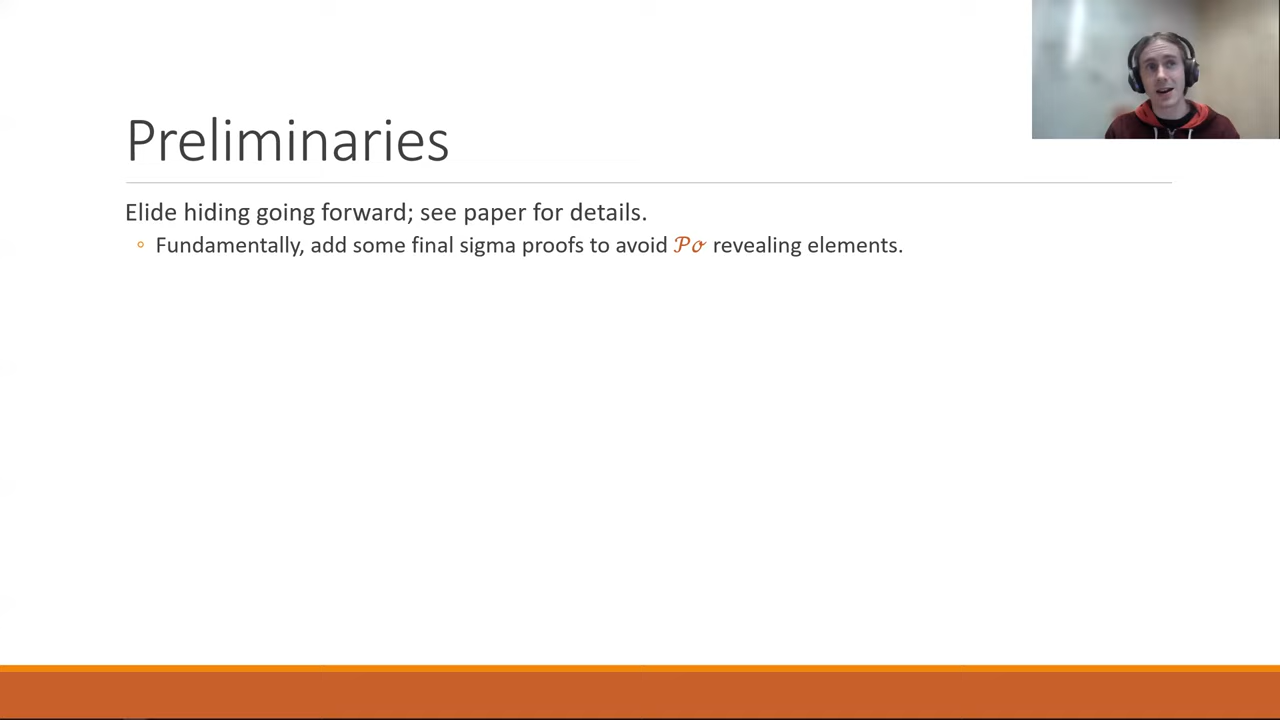 Preliminaries
Elide hiding going forward; see paper for details.
◦ Fundamentally, add some final sigma proofs to avoid 𝒫ℴ revealing elements.